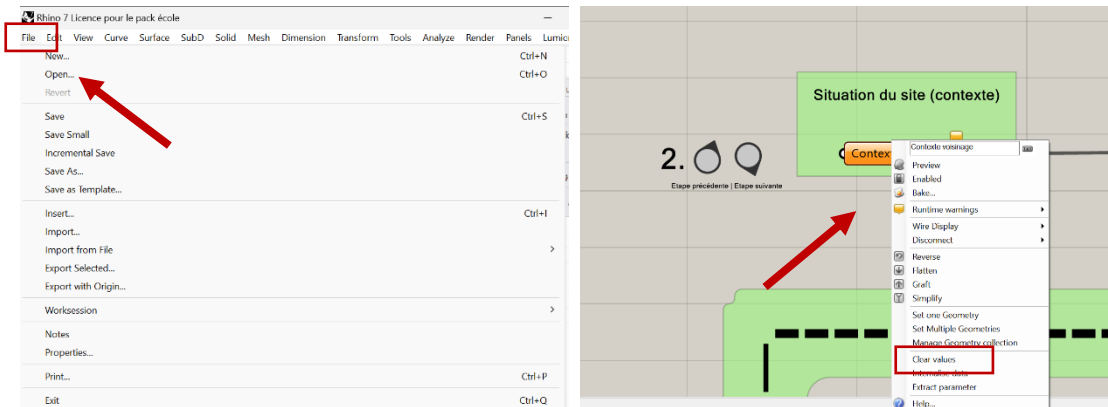 Rhino 7 Licence pour le pack école
File Edit View Curve Surface SubD Solid Mesh Dimension Transform Tools Analyze Render Panels
New... Ctrl+N
Open... Ctrl+O
Revert
Save Ctrl+S
Save Small
Incremental Save
Save As...
Save as Template...
Insert... Ctrl+I
Import...
Import from File
Export Selected...
Export with Origin...
Worksession
Notes
Properties...
Print... Ctrl+P
Exit Ctrl+Q
Situation du site (contexte)
2.
Etape précédente | Etape suivante
Contex
Contexte voisinage
Preview
Enabled
Bake...
Runtime warnings
Wire Display
Disconnect
Reverse
Flatten
Graft
Simplify
Set one Geometry
Set Multiple Geometries
Manage Geometry collection
Clear values
Internalise data
Extract parameter
Help...